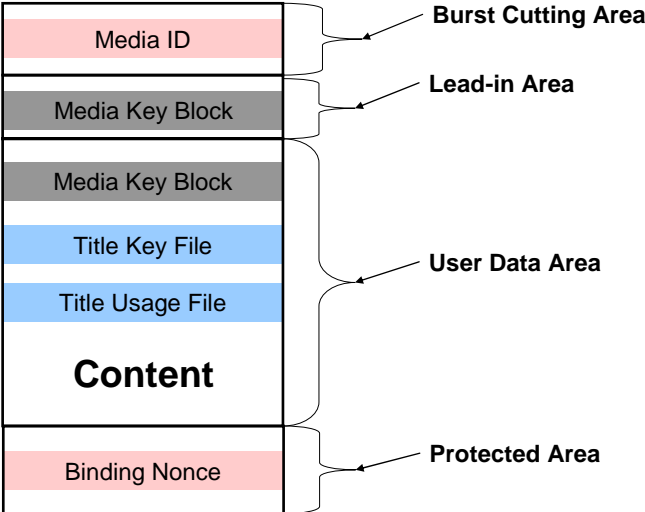 Media ID
Burst Cutting Area
Media Key Block
Lead-in Area
Media Key Block
Title Key File
Title Usage File
Content
User Data Area
Binding Nonce
Protected Area